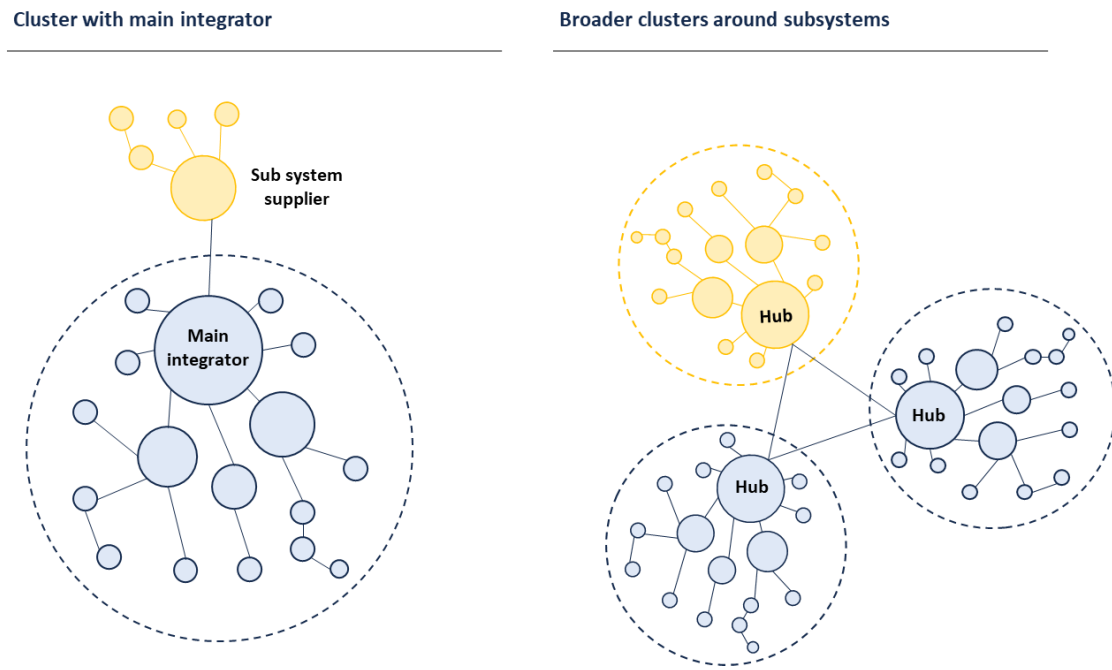 Cluster with main integrator
Broader clusters around subsystems
Sub system
supplier
Main
integrator
Hub
Hub
Hub